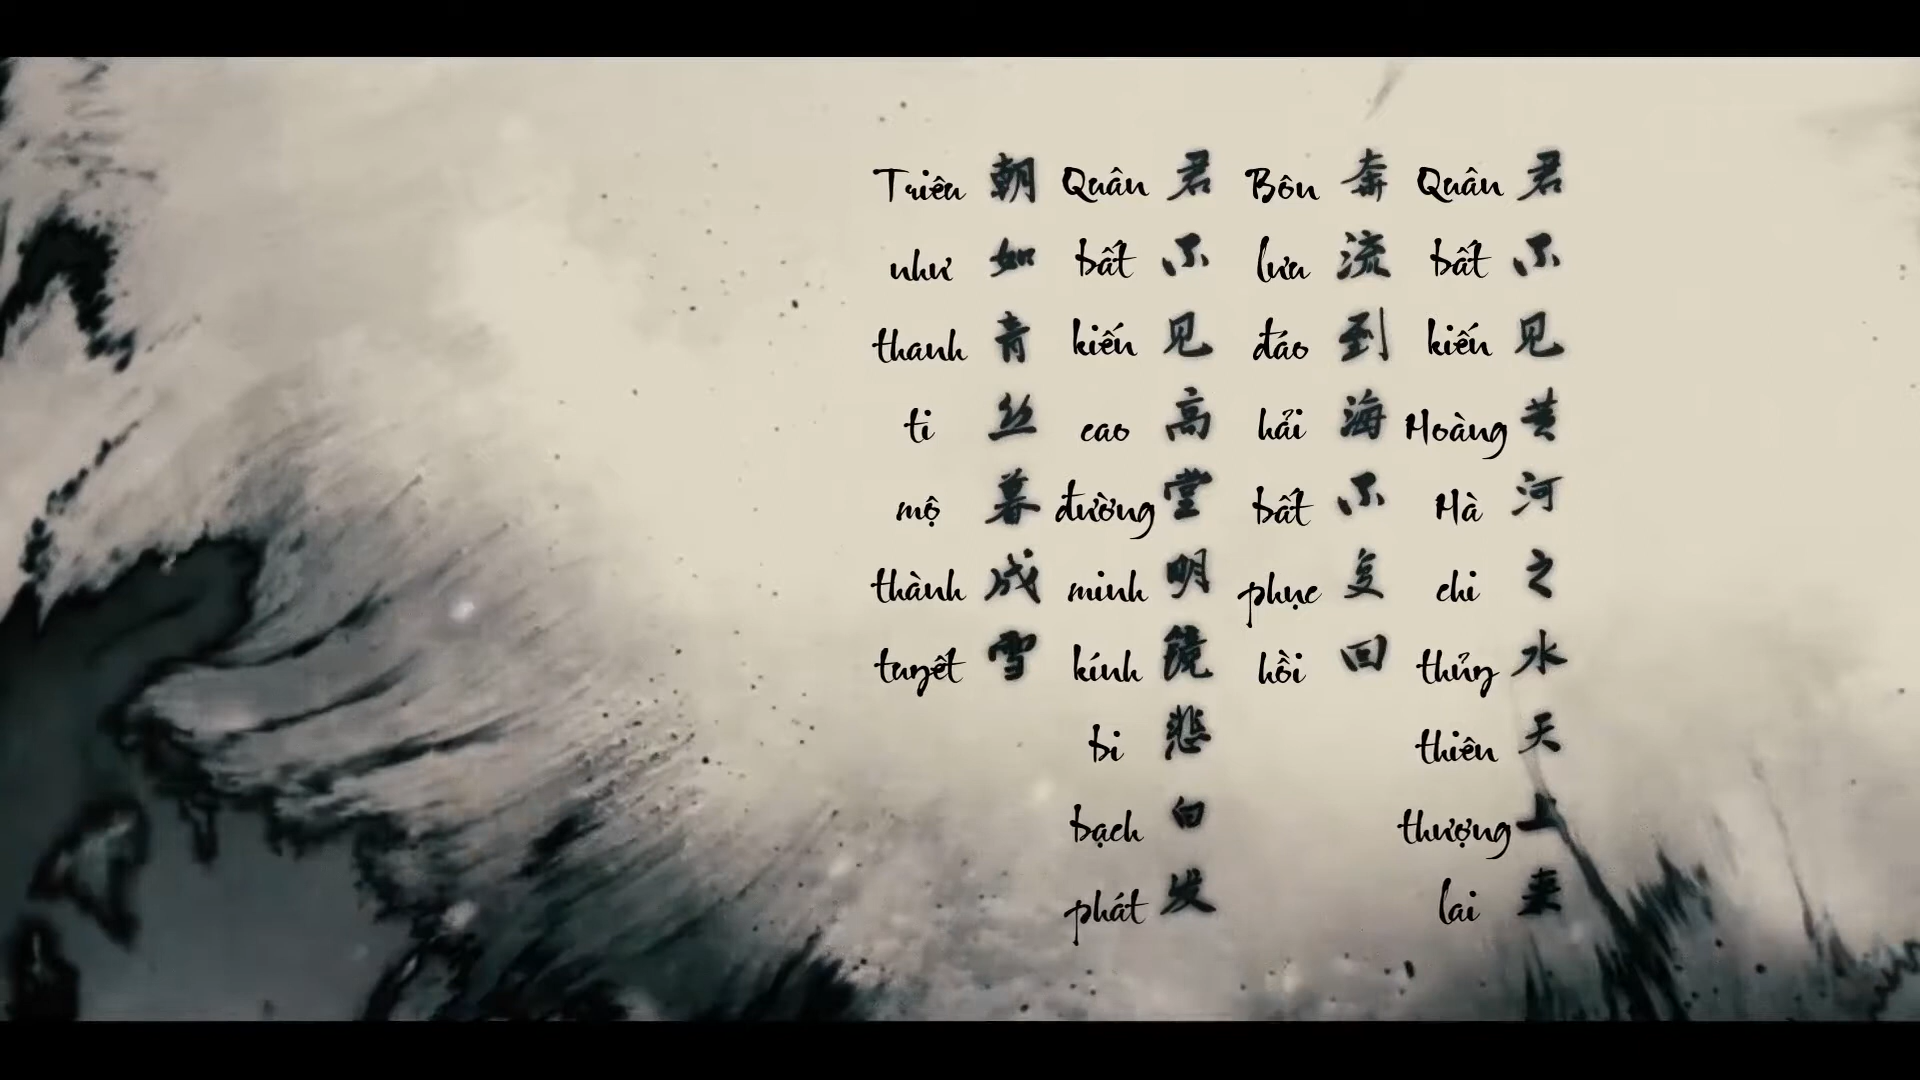 君不见黄河之水天上来
Quân bất kiến Hoàng Hà chi thủy thiên thượng lai
奔流到海不复回
Bôn lưu đáo hải bất phục hồi
君不见高堂明镜悲白发
Quân bất kiến cao đường minh kính bi bạch phát
朝如青丝暮成雪
Triêu như thanh ti mộ thành tuyết